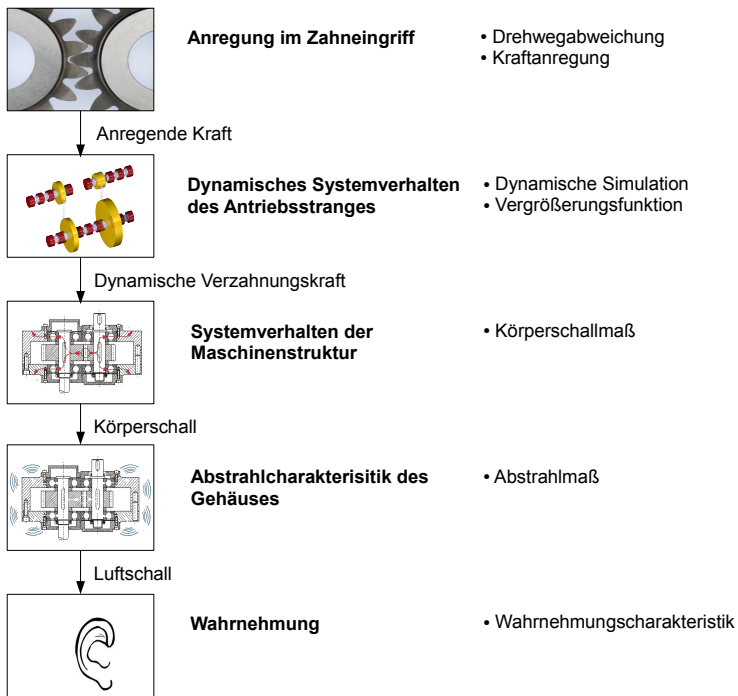 Anregung im Zahneingriff
• Drehwegabweichung
• Kraftanregung
Anregende Kraft
Dynamisches Systemverhalten
des Antriebsstranges
• Dynamische Simulation
• Vergrößerungsfunktion
Dynamische Verzahnungskraft
Systemverhalten der
Maschinenstruktur
• Körperschallmaß
Körperschall
Abstrahlcharakterisitik des
Gehäuses
• Abstrahlmaß
Luftschall
Wahrnehmung
• Wahrnehmungscharakteristik